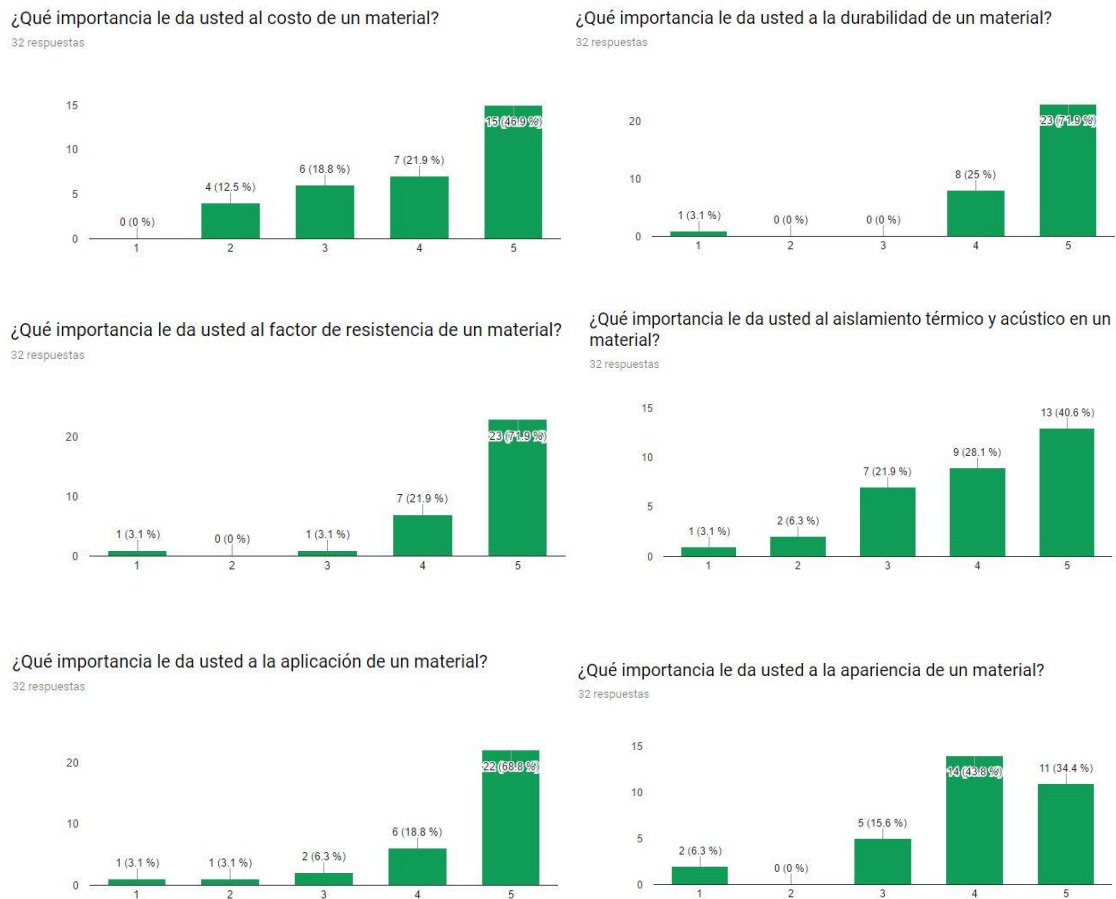 ¿Qué importancia le da usted al costo de un material?
32 respuestas
15
10
5
0
0 (0 %)
4 (12.5 %)
6 (18.8 %)
7 (21.9 %)
15 (46.9 %)
1 2 3 4 5
¿Qué importancia le da usted a la durabilidad de un material?
32 respuestas
20
10
0
1 (3.1 %)
0 (0 %)
0 (0 %)
8 (25 %)
23 (71.9 %)
1 2 3 4 5
¿Qué importancia le da usted al factor de resistencia de un material?
32 respuestas
20
10
0
1 (3.1 %)
0 (0 %)
1 (3.1 %)
7 (21.9 %)
23 (71.9 %)
1 2 3 4 5
¿Qué importancia le da usted al aislamiento térmico y acústico en un
material?
32 respuestas
15
10
5
0
1 (3.1 %)
2 (6.3 %)
7 (21.9 %)
9 (28.1 %)
13 (40.6 %)
1 2 3 4 5
¿Qué importancia le da usted a la aplicación de un material?
32 respuestas
20
10
0
1 (3.1 %)
1 (3.1 %)
2 (6.3 %)
6 (18.8 %)
22 (68.8 %)
1 2 3 4 5
¿Qué importancia le da usted a la apariencia de un material?
32 respuestas
15
10
5
0
2 (6.3 %)
0 (0 %)
5 (15.6 %)
14 (43.8 %)
11 (34.4 %)
1 2 3 4 5